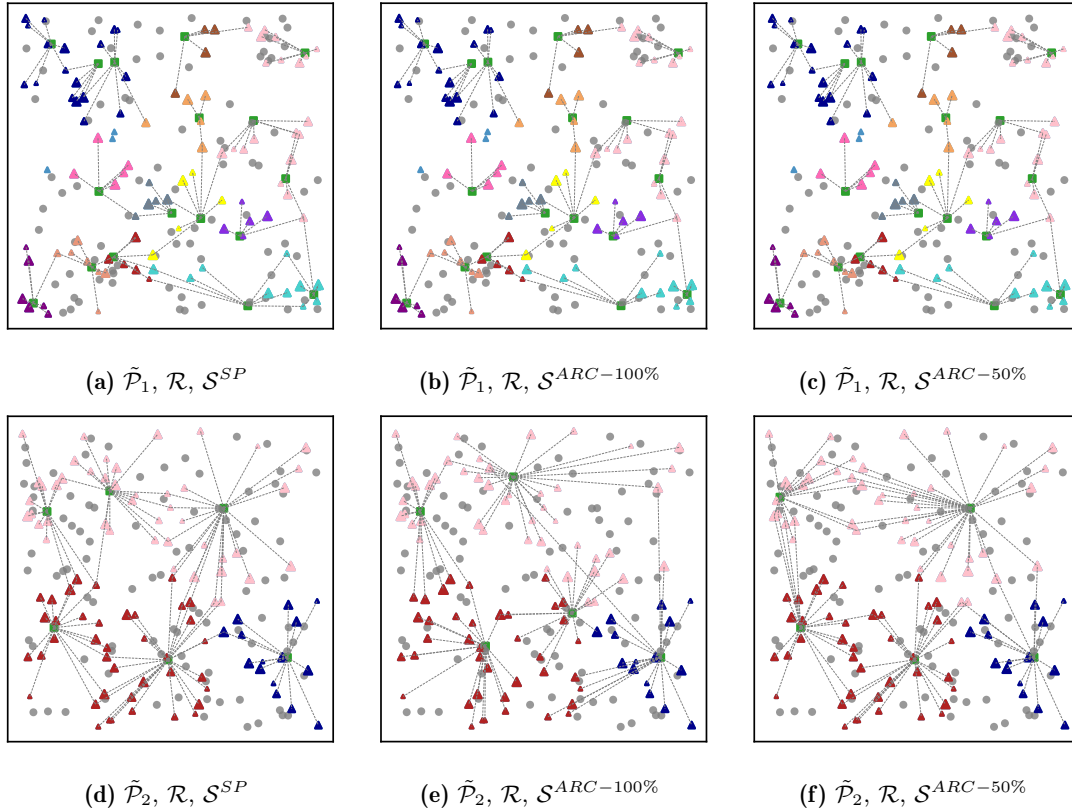 (a) P̃₁, R, S^{SP}
(b) P̃₁, R, S^{ARC−100%}
(c) P̃₁, R, S^{ARC−50%}
(d) P̃₂, R, S^{SP}
(e) P̃₂, R, S^{ARC−100%}
(f) P̃₂, R, S^{ARC−50%}